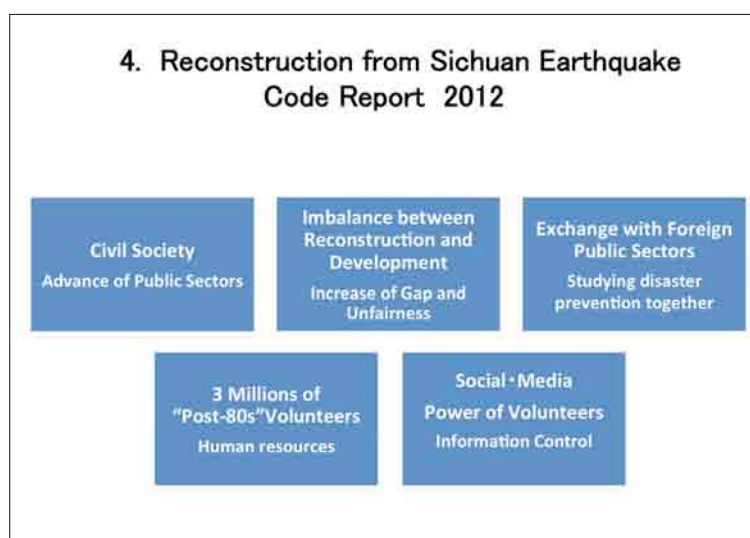 4. Reconstruction from Sichuan Earthquake
Code Report 2012
Civil Society
Advance of Public Sectors
Imbalance between
Reconstruction and
Development
Increase of Gap and
Unfairness
Exchange with Foreign
Public Sectors
Studying disaster
prevention together
3 Millions of
"Post-80s"Volunteers
Human resources
Social・Media
Power of Volunteers
Information Control